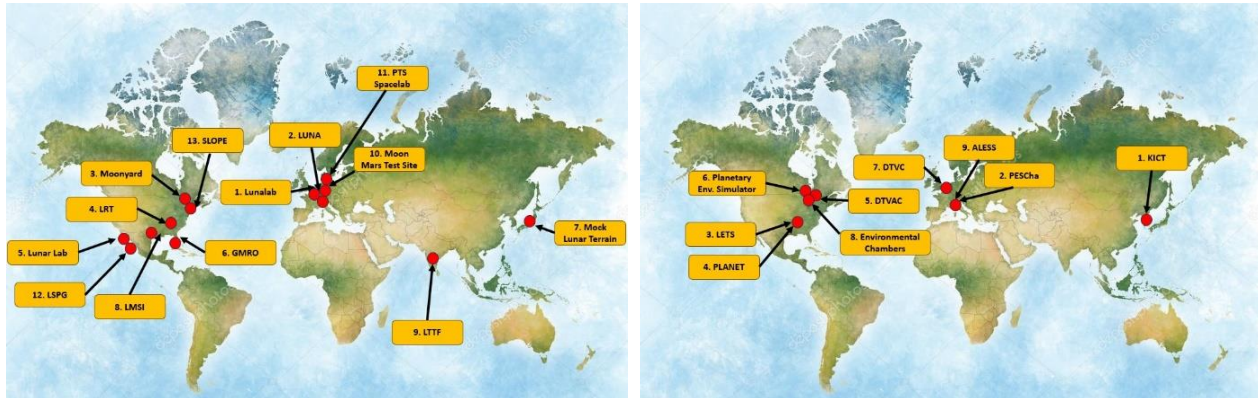 11. PTS
Spacelab
13. SLOPE
2. LUNA
10. Moon
Mars Test Site
3. Moonyard
1. Lunalab
4. LRT
5. Lunar Lab
6. GMRO
7. Mock
Lunar Terrain
12. LSPG
8. LMSI
9. LTTF
9. ALESS
1. KICT
7. DTVC
2. PESCha
6. Planetary
Env. Simulator
5. DTVAC
3. LETS
8. Environmental
Chambers
4. PLANET